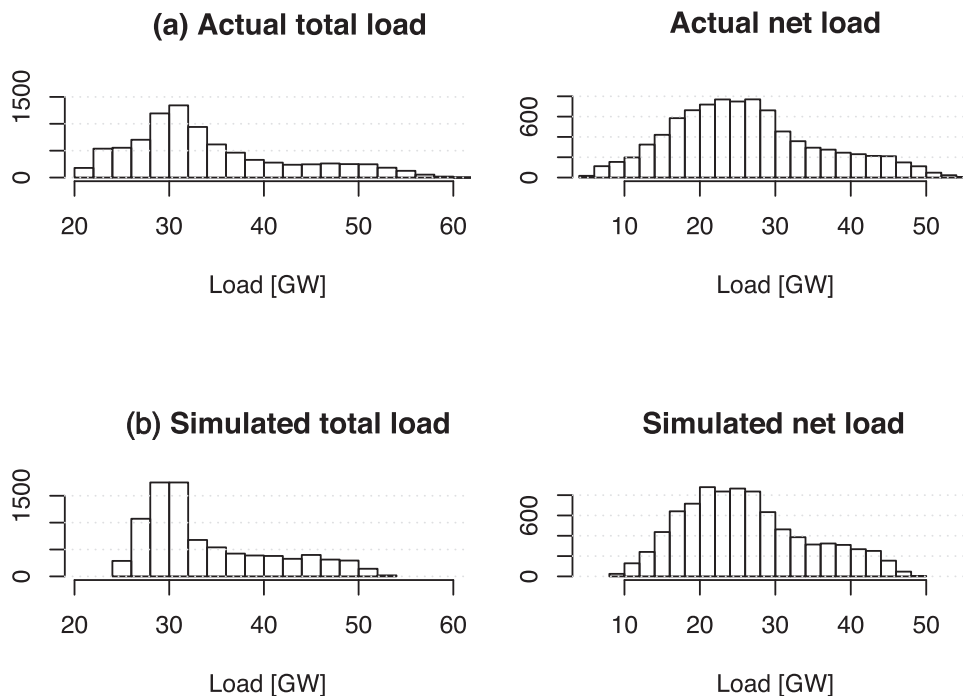 (a) Actual total load
1500
0
20 30 40 50 60
Load [GW]
Actual net load
600
0
10 20 30 40 50
Load [GW]
(b) Simulated total load
1500
0
20 30 40 50 60
Load [GW]
Simulated net load
600
0
10 20 30 40 50
Load [GW]